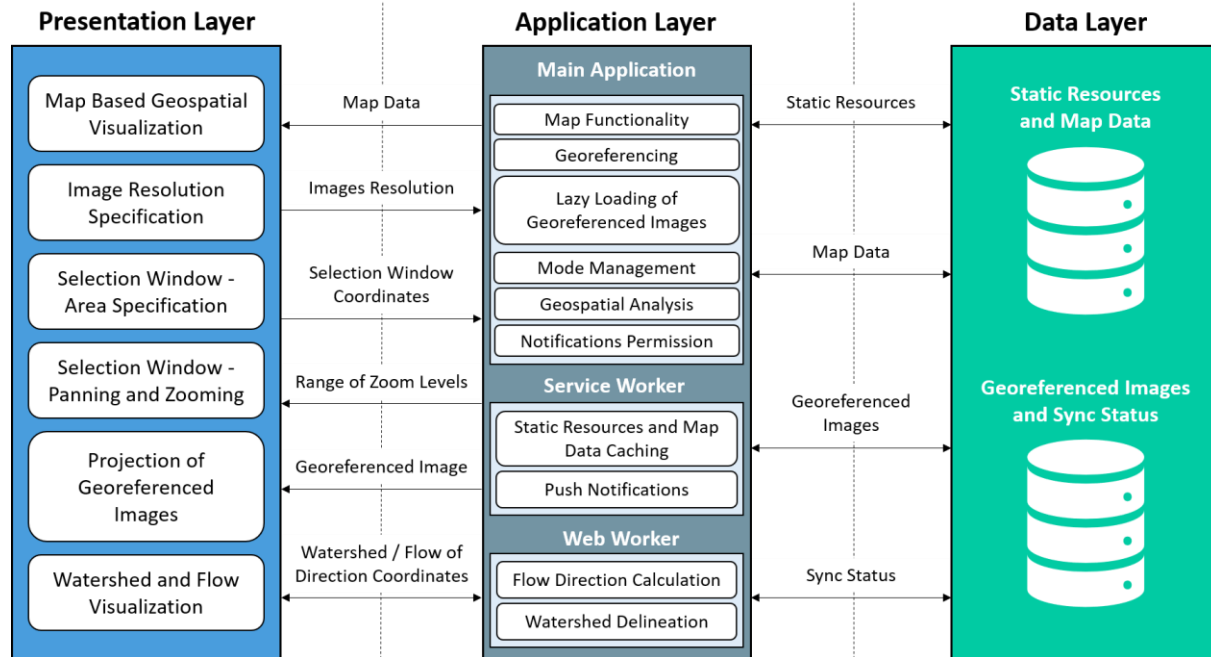 Presentation Layer
Application Layer
Data Layer
Map Based Geospatial
Visualization
Image Resolution
Specification
Selection Window -
Area Specification
Selection Window -
Panning and Zooming
Projection of
Georeferenced
Images
Watershed and Flow
Visualization
Map Data
Images Resolution
Selection Window
Coordinates
Range of Zoom Levels
Georeferenced Image
Watershed / Flow of
Direction Coordinates
Main Application
Map Functionality
Georeferencing
Lazy Loading of
Georeferenced Images
Mode Management
Geospatial Analysis
Notifications Permission
Service Worker
Static Resources and Map
Data Caching
Push Notifications
Web Worker
Flow Direction Calculation
Watershed Delineation
Static Resources
Map Data
Georeferenced
Images
Sync Status
Static Resources
and Map Data
Georeferenced Images
and Sync Status